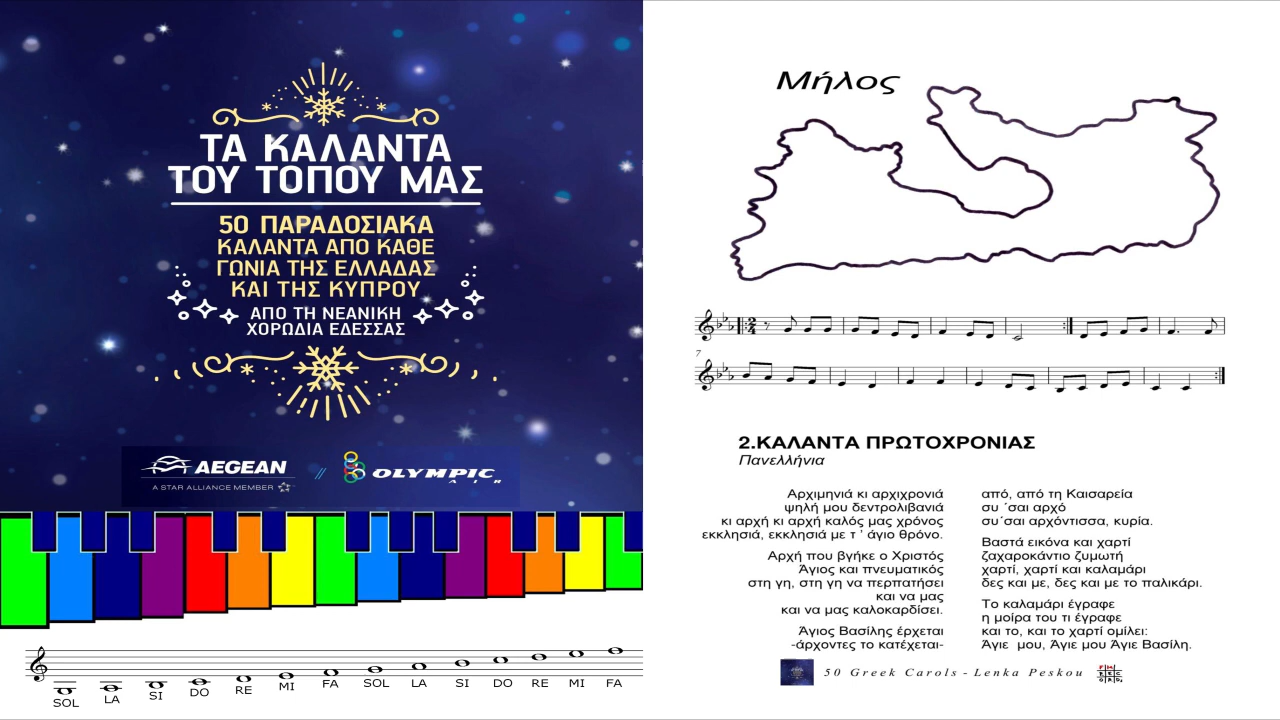 ΤΑ ΚΑΛΑΝΤΑ
ΤΟΥ ΤΟΠΟΥ ΜΑΣ
50 ΠΑΡΑΔΟΣΙΑΚΑ
ΚΑΛΑΝΤΑ ΑΠΟ ΚΑΘΕ
ΓΩΝΙΑ ΤΗΣ ΕΛΛΑΔΑΣ
ΚΑΙ ΤΗΣ ΚΥΠΡΟΥ
ΑΠΟ ΤΗ ΝΕΑΝΙΚΗ
ΧΟΡΩΔΙΑ ΕΔΕΣΣΑΣ
AEGEAN
A STAR ALLIANCE MEMBER
OLYMPIC
AIR
SOL LA SI DO RE MI FA SOL LA SI DO RE MI FA
Μήλος
2
4
7
2.ΚΑΛΑΝΤΑ ΠΡΩΤΟΧΡΟΝΙΑΣ
Πανελλήνια
Αρχιμηνιά κι αρχιχρονιά
ψηλή μου δεντρολιβανιά
κι αρχή κι αρχή καλός μας χρόνος
εκκλησιά, εκκλησιά με τ ' άγιο θρόνο.
Αρχή που βγήκε ο Χριστός
Άγιος και πνευματικός
στη γη, στη γη να περπατήσει
και να μας
και να μας καλοκαρδίσει.
Άγιος Βασίλης έρχεται
-άρχοντες το κατέχεται-
από, από τη Καισαρεία
συ ΄σαι αρχό
συ΄σαι αρχόντισσα, κυρία.
Βαστά εικόνα και χαρτί
ζαχαροκάντιο ζυμωτή
χαρτί, χαρτί και καλαμάρι
δες και με, δες και με το παλικάρι.
Το καλαμάρι έγραφε
η μοίρα του τι έγραφε
και το, και το χαρτί ομίλει:
Άγιε μου, Άγιε μου Άγιε Βασίλη.
50 Greek Carols - Lenka Peskou